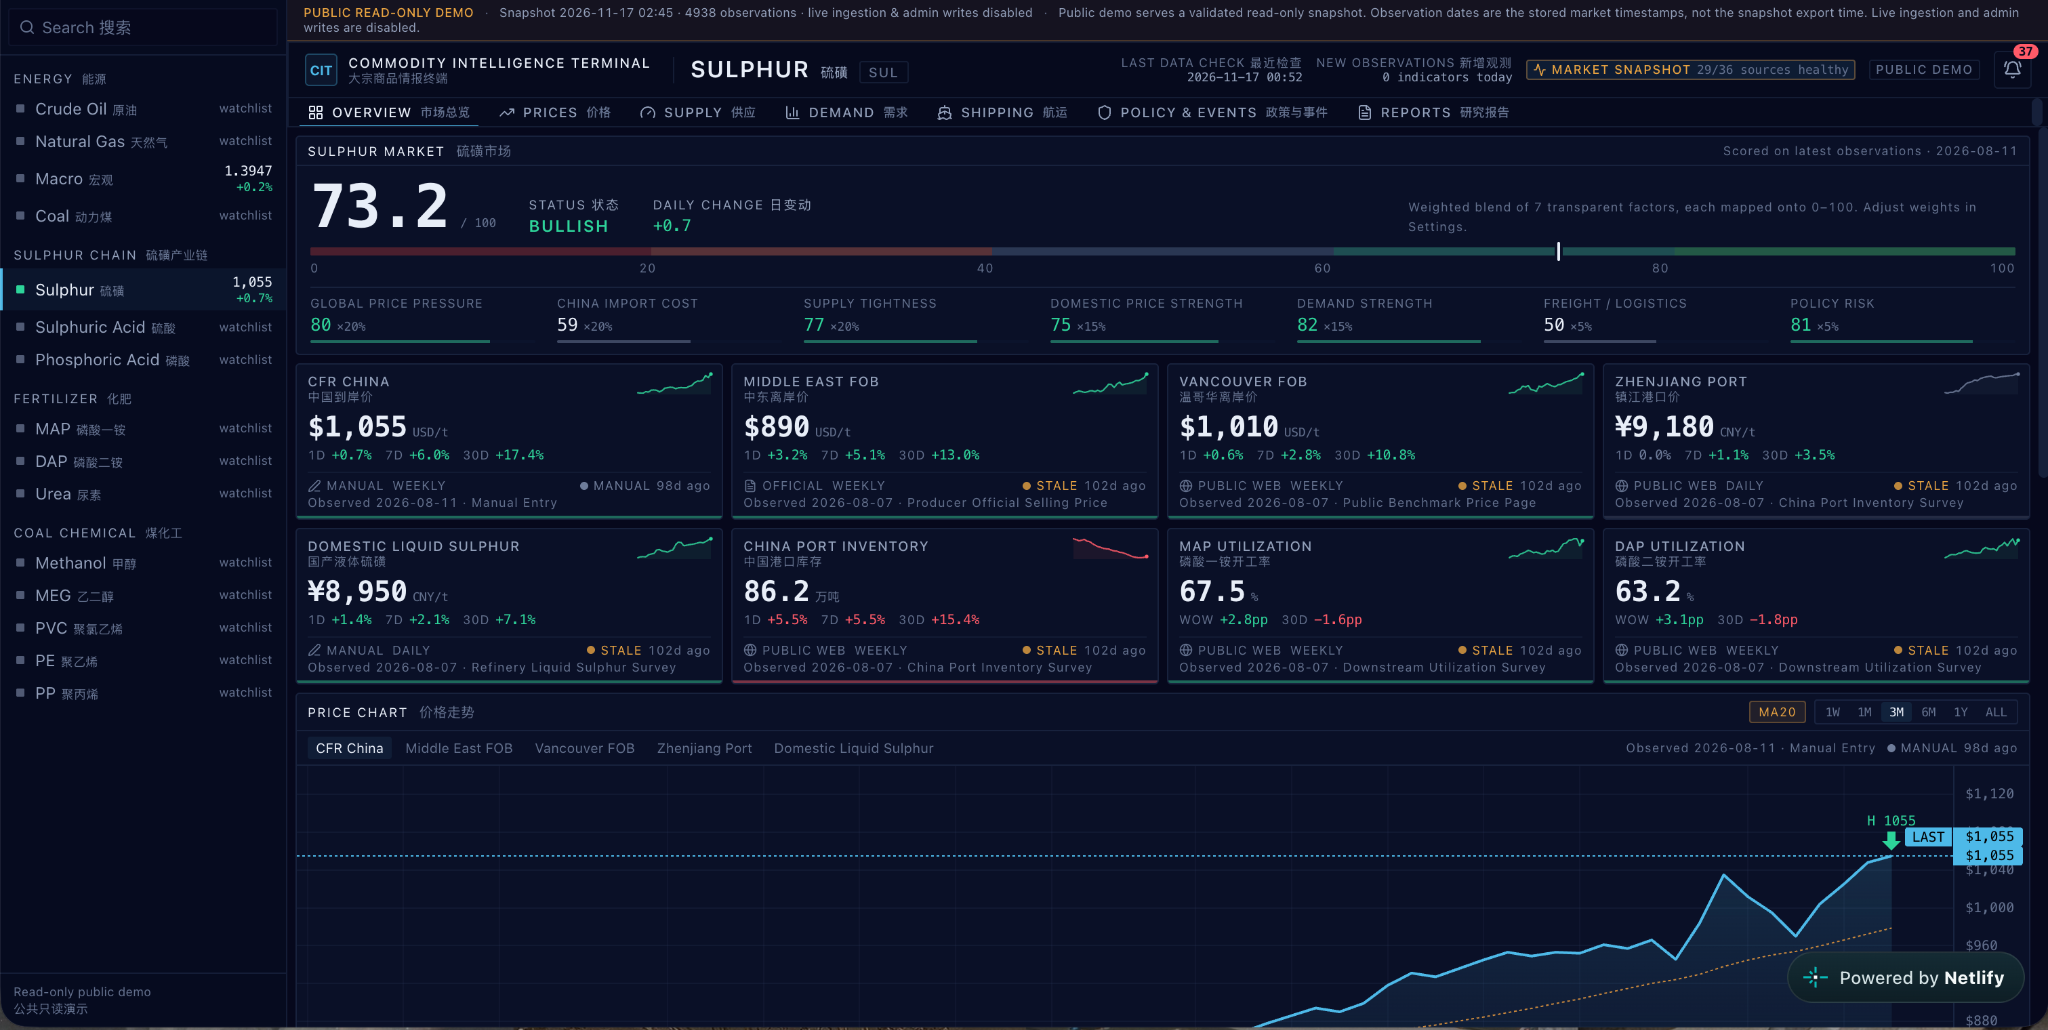 Search 搜索
ENERGY 能源
Crude Oil 原油 watchlist
Natural Gas 天然气 watchlist
Macro 宏观 1.3947
+0.2%
Coal 动力煤 watchlist
SULPHUR CHAIN 硫磺产业链
Sulphur 硫磺 1,055
+0.7%
Sulphuric Acid 硫酸 watchlist
Phosphoric Acid 磷酸 watchlist
FERTILIZER 化肥
MAP 磷酸一铵 watchlist
DAP 磷酸二铵 watchlist
Urea 尿素 watchlist
COAL CHEMICAL 煤化工
Methanol 甲醇 watchlist
MEG 乙二醇 watchlist
PVC 聚氯乙烯 watchlist
PE 聚乙烯 watchlist
PP 聚丙烯 watchlist
Read-only public demo
公共只读演示
PUBLIC READ-ONLY DEMO · Snapshot 2026-11-17 02:45 · 4938 observations · live ingestion & admin writes disabled · Public demo serves a validated read-only snapshot. Observation dates are the stored market timestamps, not the snapshot export time. Live ingestion and admin
writes are disabled.
CIT
COMMODITY INTELLIGENCE TERMINAL
大宗商品情报终端
SULPHUR 硫磺 SUL
LAST DATA CHECK 最近检查
2026-11-17 00:52
NEW OBSERVATIONS 新增观测
0 indicators today
MARKET SNAPSHOT 29/36 sources healthy
PUBLIC DEMO
37
OVERVIEW 市场总览 PRICES 价格 SUPPLY 供应 DEMAND 需求 SHIPPING 航运 POLICY & EVENTS 政策与事件 REPORTS 研究报告
SULPHUR MARKET 硫磺市场 Scored on latest observations · 2026-08-11
73.2 / 100
STATUS 状态
BULLISH
DAILY CHANGE 日变动
+0.7
Weighted blend of 7 transparent factors, each mapped onto 0–100. Adjust weights in
Settings.
0 20 40 60 80 100
GLOBAL PRICE PRESSURE
80 ×20%
CHINA IMPORT COST
59 ×20%
SUPPLY TIGHTNESS
77 ×20%
DOMESTIC PRICE STRENGTH
75 ×15%
DEMAND STRENGTH
82 ×15%
FREIGHT / LOGISTICS
50 ×5%
POLICY RISK
81 ×5%
CFR CHINA
中国到岸价
$1,055 USD/t
1D +0.7% 7D +6.0% 30D +17.4%
MANUAL WEEKLY MANUAL 98d ago
Observed 2026-08-11 · Manual Entry
MIDDLE EAST FOB
中东离岸价
$890 USD/t
1D +3.2% 7D +5.1% 30D +13.0%
OFFICIAL WEEKLY STALE 102d ago
Observed 2026-08-07 · Producer Official Selling Price
VANCOUVER FOB
温哥华离岸价
$1,010 USD/t
1D +0.6% 7D +2.8% 30D +10.8%
PUBLIC WEB WEEKLY STALE 102d ago
Observed 2026-08-07 · Public Benchmark Price Page
ZHENJIANG PORT
镇江港口价
¥9,180 CNY/t
1D 0.0% 7D +1.1% 30D +3.5%
PUBLIC WEB DAILY STALE 102d ago
Observed 2026-08-07 · China Port Inventory Survey
DOMESTIC LIQUID SULPHUR
国产液体硫磺
¥8,950 CNY/t
1D +1.4% 7D +2.1% 30D +7.1%
MANUAL DAILY STALE 102d ago
Observed 2026-08-07 · Refinery Liquid Sulphur Survey
CHINA PORT INVENTORY
中国港口库存
86.2 万吨
1D +5.5% 7D +5.5% 30D +15.4%
PUBLIC WEB WEEKLY STALE 102d ago
Observed 2026-08-07 · China Port Inventory Survey
MAP UTILIZATION
磷酸一铵开工率
67.5 %
WOW +2.8pp 30D −1.6pp
PUBLIC WEB WEEKLY STALE 102d ago
Observed 2026-08-07 · Downstream Utilization Survey
DAP UTILIZATION
磷酸二铵开工率
63.2 %
WOW +3.1pp 30D −1.8pp
PUBLIC WEB WEEKLY STALE 102d ago
Observed 2026-08-07 · Downstream Utilization Survey
PRICE CHART 价格走势 MA20 1W 1M 3M 6M 1Y ALL
CFR China Middle East FOB Vancouver FOB Zhenjiang Port Domestic Liquid Sulphur Observed 2026-08-11 · Manual Entry MANUAL 98d ago
$1,120
H 1055
LAST $1,055
$1,055
$1,040
$1,000
$960
Powered by Netlify
$880